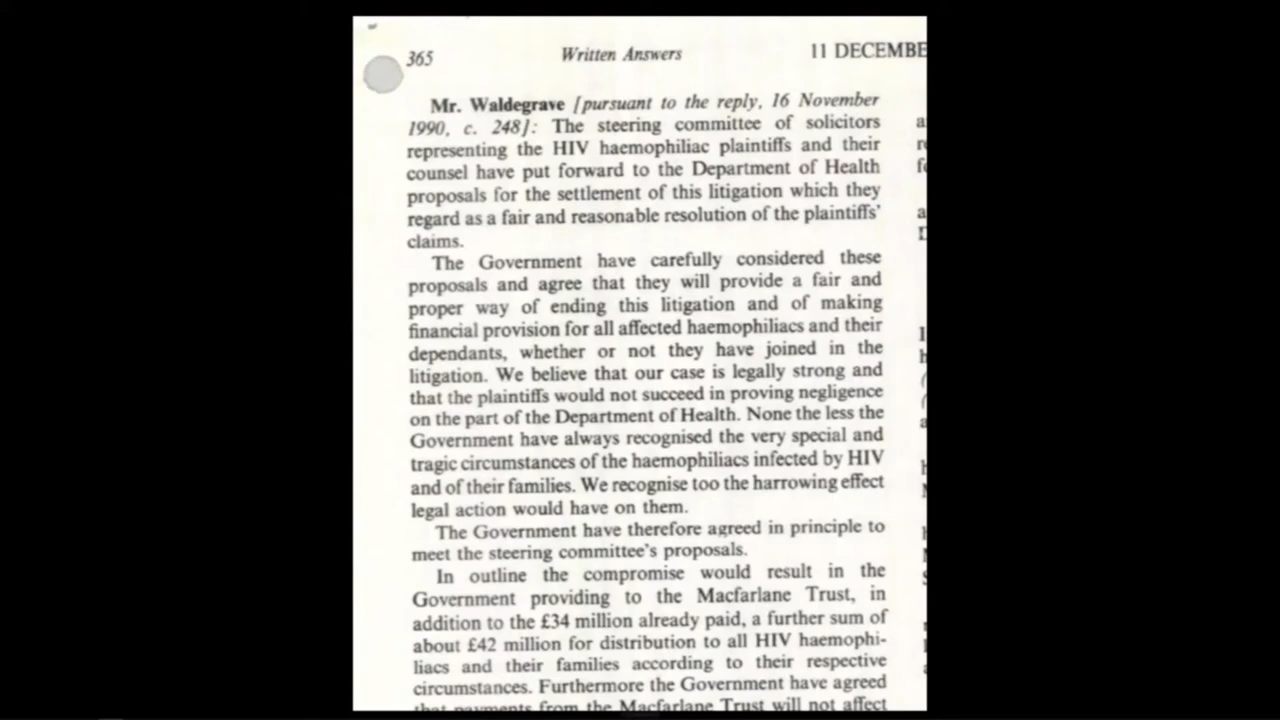 365 Written Answers 11 DECEMBE
Mr. Waldegrave [pursuant to the reply, 16 November
1990, c. 248]: The steering committee of solicitors
representing the HIV haemophiliac plaintiffs and their
counsel have put forward to the Department of Health
proposals for the settlement of this litigation which they
regard as a fair and reasonable resolution of the plaintiffs'
claims.
The Government have carefully considered these
proposals and agree that they will provide a fair and
proper way of ending this litigation and of making
financial provision for all affected haemophiliacs and their
dependants, whether or not they have joined in the
litigation. We believe that our case is legally strong and
that the plaintiffs would not succeed in proving negligence
on the part of the Department of Health. None the less the
Government have always recognised the very special and
tragic circumstances of the haemophiliacs infected by HIV
and of their families. We recognise too the harrowing effect
legal action would have on them.
The Government have therefore agreed in principle to
meet the steering committee's proposals.
In outline the compromise would result in the
Government providing to the Macfarlane Trust, in
addition to the £34 million already paid, a further sum of
about £42 million for distribution to all HIV haemophi-
liacs and their families according to their respective
circumstances. Furthermore the Government have agreed
that payments from the Macfarlane Trust will not affect